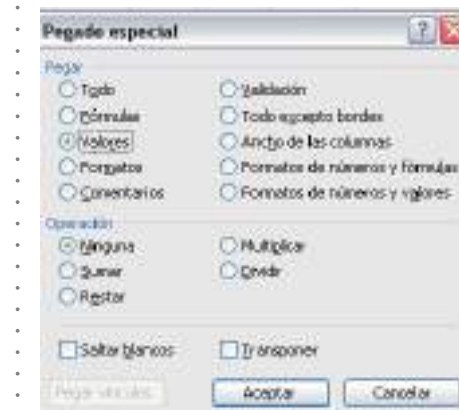 Pegado especial
Pegar
Todo
Validación
Fórmulas
Todo excepto bordes
Valores
Ancho de las columnas
Formatos
Formatos de números y fórmulas
Comentarios
Formatos de números y valores
Operación
Ninguna
Multiplicar
Sumar
Dividir
Restar
Saltar blancos
Transponer
Pegar vínculos
Aceptar
Cancelar